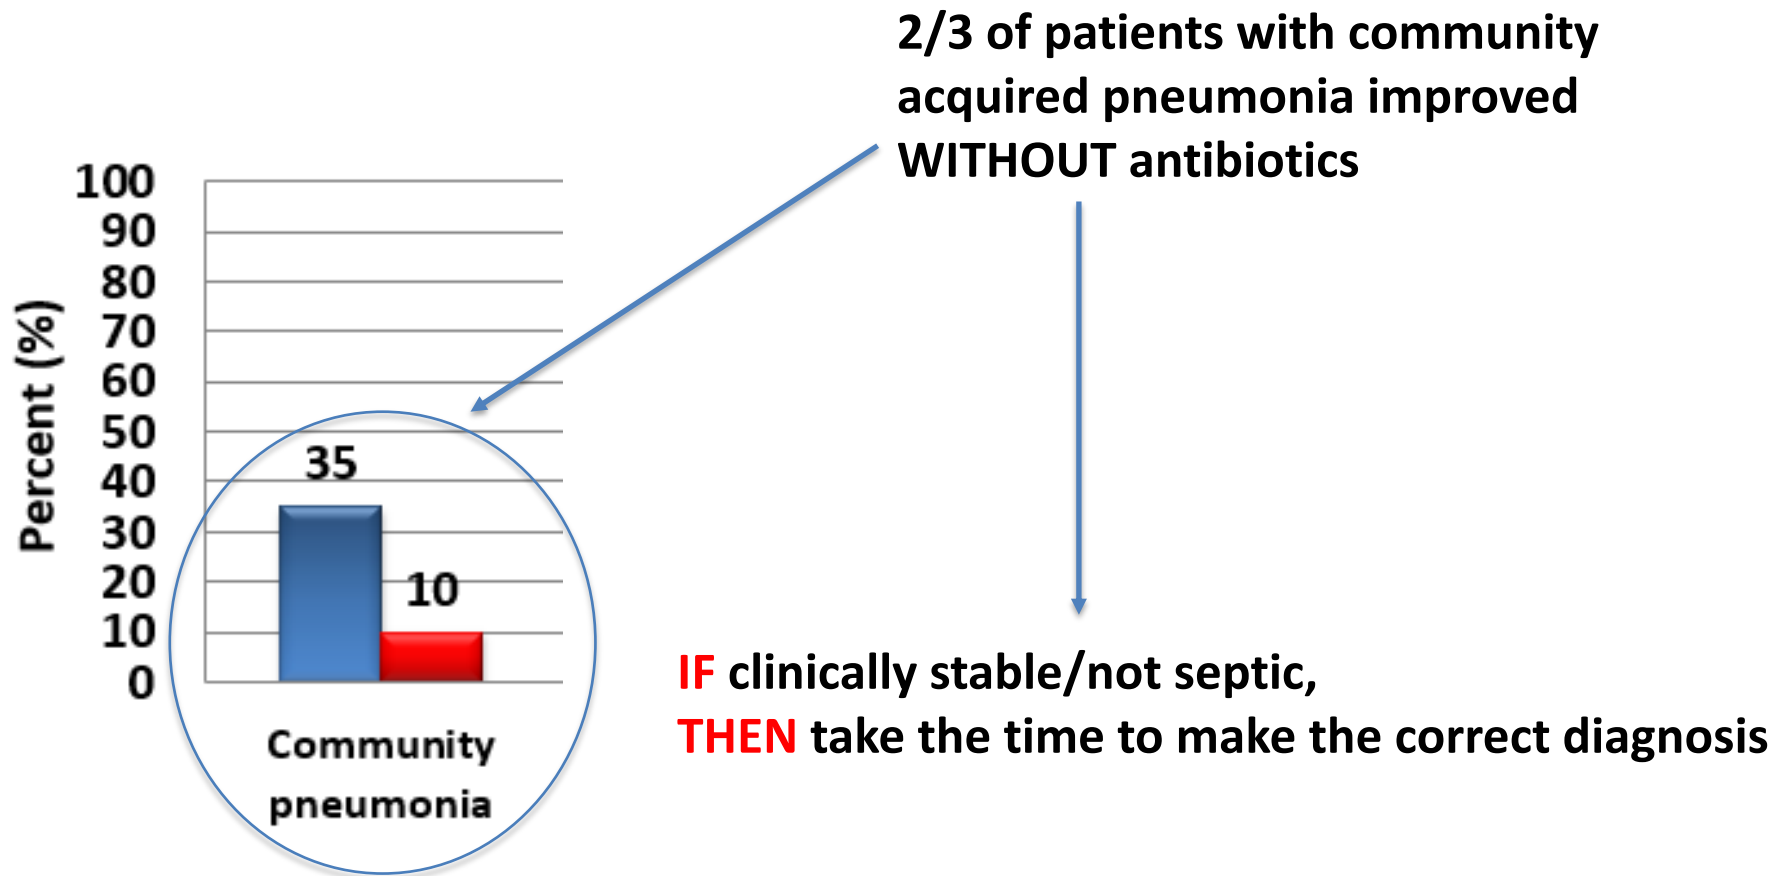 2/3 of patients with community
acquired pneumonia improved
WITHOUT antibiotics
100
90
80
70
60
50
40
30
20
10
0
Percent (%)
35
10
Community
pneumonia
IF clinically stable/not septic,
THEN take the time to make the correct diagnosis